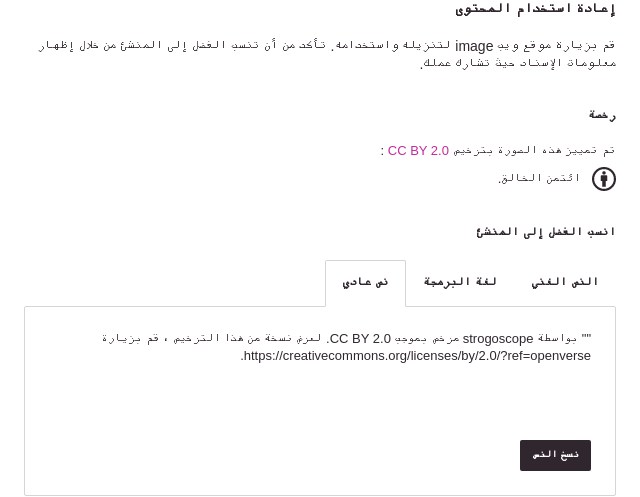 إعادة استخدام المحتوى
قم بزيارة موقع ويب image لتنزيله واستخدامه. تأكد من أن تنسب الفضل إلى المنشئ من خلال إظهار
معلومات الإسناد حيث تشارك عملك.
رخصة
تم تمييز هذه الصورة بترخيص CC BY 2.0 :
ائتمن الخالق.
انسب الفضل إلى المنشئ
النص الغني لغة البرمجة نص عادي
"" بواسطة strogoscope مرخص بموجب CC BY 2.0. لعرض نسخة من هذا الترخيص ، قم بزيارة
https://creativecommons.org/licenses/by/2.0/?ref=openverse.
نسخ النص